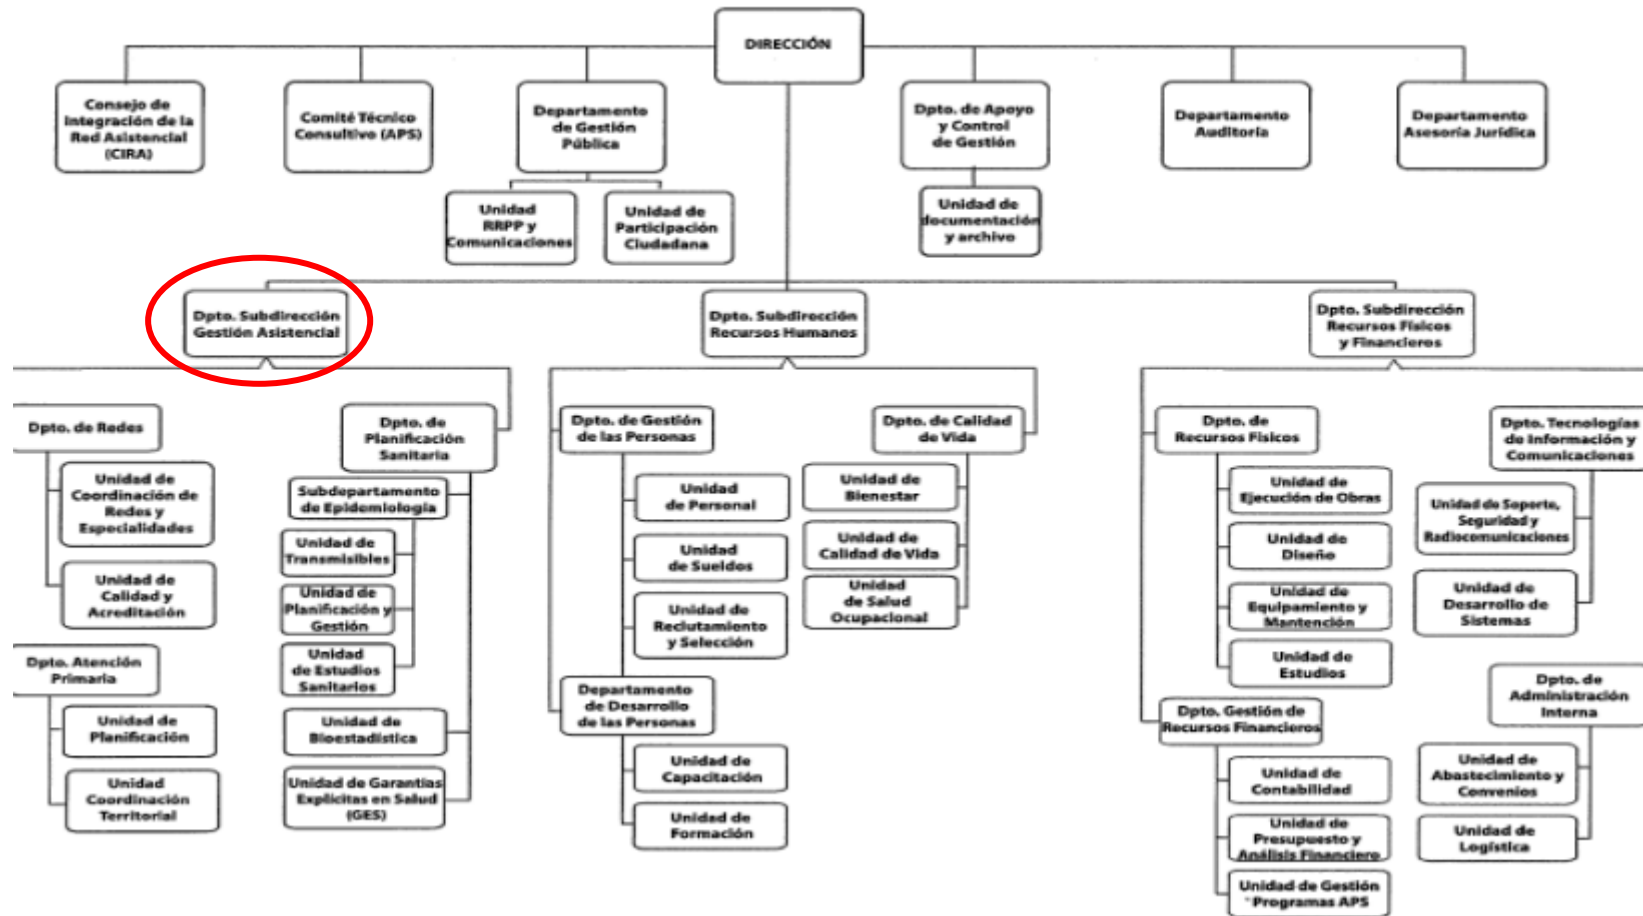 DIRECCIÓN
Consejo de
Integración de la
Red Asistencial
(CIRA)
Comité Técnico
Consultivo (APS)
Departamento
de Gestión
Pública
Dpto. de Apoyo
y Control
de Gestión
Departamento
Auditoria
Departamento
Asesoría Jurídica
Unidad
RRPP y
Comunicaciones
Unidad de
Participación
Ciudadana
Unidad de
documentación
y archivo
Dpto. Subdirección
Gestión Asistencial
Dpto. Subdirección
Recursos Humanos
Dpto. Subdirección
Recursos Físicos
y Financieros
Dpto. de Redes
Unidad de
Coordinación de
Redes y
Especialidades
Unidad de
Calidad y
Acreditación
Dpto. Atención
Primaria
Unidad de
Planificación
Unidad
Coordinación
Territorial
Dpto. de
Planificación
Sanitaria
Subdepartamento
de Epidemiología
Unidad de
Transmisibles
Unidad de
Planificación y
Gestión
Unidad
de Estudios
Sanitarios
Unidad de
Bioestadística
Unidad de Garantías
Explícitas en Salud
(GES)
Dpto. de Gestión
de las Personas
Unidad
de Personal
Unidad
de Sueldos
Unidad de
Reclutamiento
y Selección
Departamento
de Desarrollo
de las Personas
Unidad de
Capacitación
Unidad de
Formación
Dpto. de Calidad
de Vida
Unidad de
Bienestar
Unidad de
Calidad de Vida
Unidad
de Salud
Ocupacional
Dpto. de
Recursos Físicos
Unidad de
Ejecución de Obras
Unidad de
Diseño
Unidad de
Equipamiento y
Mantención
Unidad de
Estudios
Dpto. Gestión de
Recursos Financieros
Unidad de
Contabilidad
Unidad de
Presupuesto y
Análisis Financiero
Unidad de Gestión
Programas APS
Dpto. Tecnologías
de Información y
Comunicaciones
Unidad de Soporte,
Seguridad y
Radiocomunicaciones
Unidad de
Desarrollo de
Sistemas
Dpto. de
Administración
Interna
Unidad de
Abastecimiento y
Convenios
Unidad de
Logística